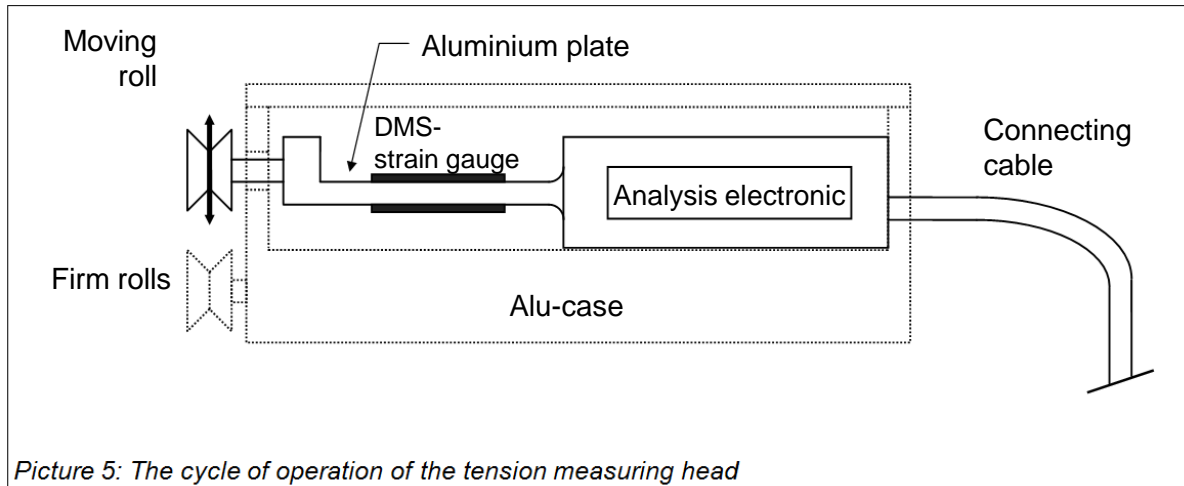 Moving
roll
Aluminium plate
DMS-
strain gauge
Connecting
cable
Analysis electronic
Firm rolls
Alu-case
Picture 5: The cycle of operation of the tension measuring head